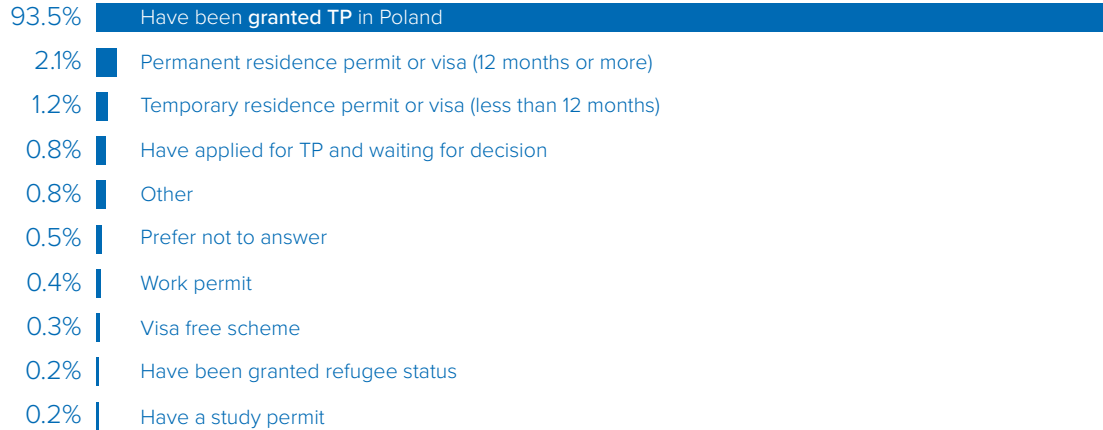 93.5% Have been granted TP in Poland
2.1% Permanent residence permit or visa (12 months or more)
1.2% Temporary residence permit or visa (less than 12 months)
0.8% Have applied for TP and waiting for decision
0.8% Other
0.5% Prefer not to answer
0.4% Work permit
0.3% Visa free scheme
0.2% Have been granted refugee status
0.2% Have a study permit